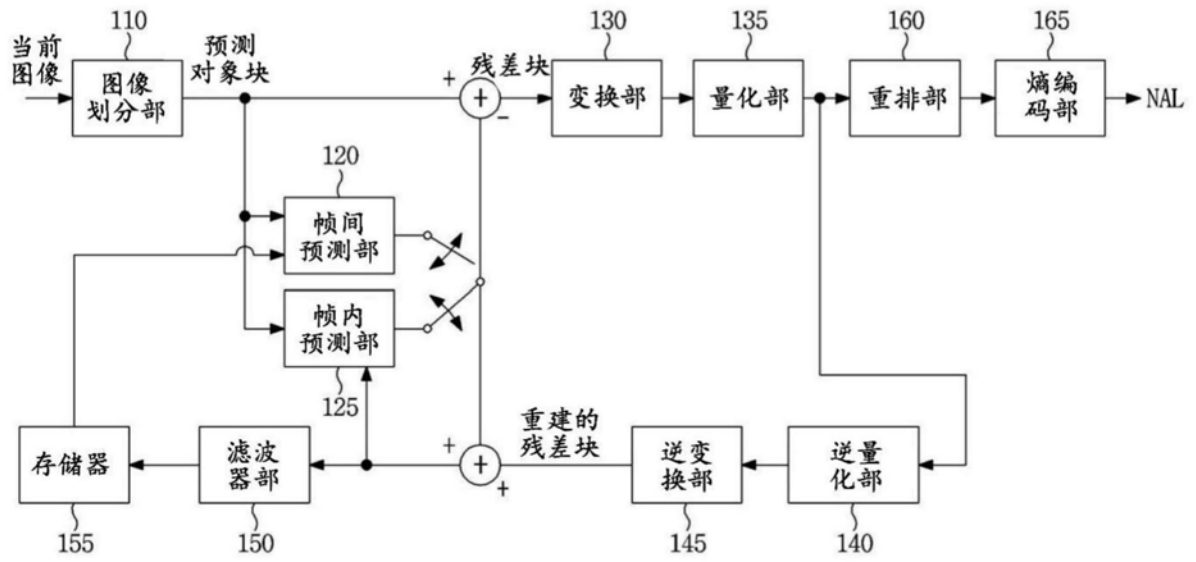 110
130
135
160
165
当前
图像
图像
划分部
预测
对象块
+
残差块
+
−
变换部
量化部
重排部
熵编
码部
NAL
120
帧间
预测部
帧内
预测部
125
存储器
滤波
器部
+
+
+
重建的
残差块
逆变
换部
逆量
化部
155
150
145
140